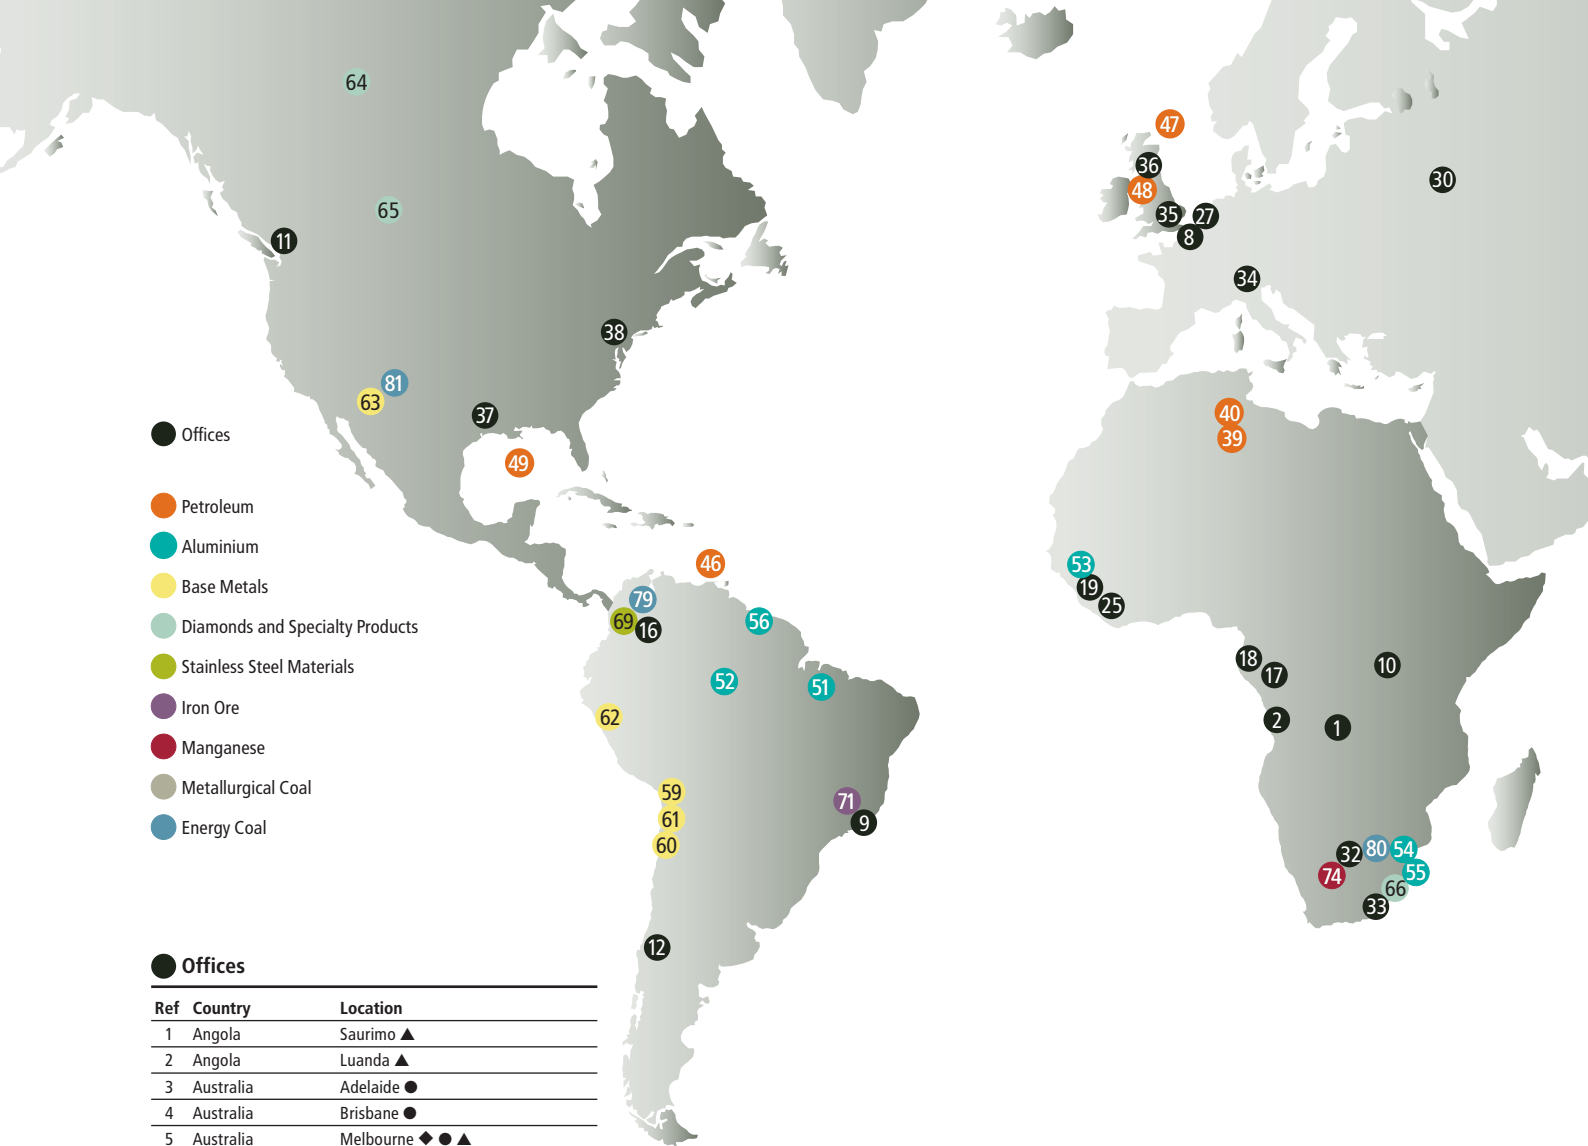 64
47
36
30
48
65
35
27
8
11
34
38
81
63
40
37
39
Offices
49
Petroleum
Aluminium
46
53
Base Metals
19
79
25
Diamonds and Specialty Products
69
16
56
Stainless Steel Materials
18
10
17
52
51
Iron Ore
62
2
1
Manganese
Metallurgical Coal
59
71
61
9
Energy Coal
60
32
80
54
74
55
66
33
12
Offices
Ref Country Location
1 Angola Saurimo ▲
2 Angola Luanda ▲
3 Australia Adelaide ●
4 Australia Brisbane ●
5 Australia Melbourne ◆ ● ▲